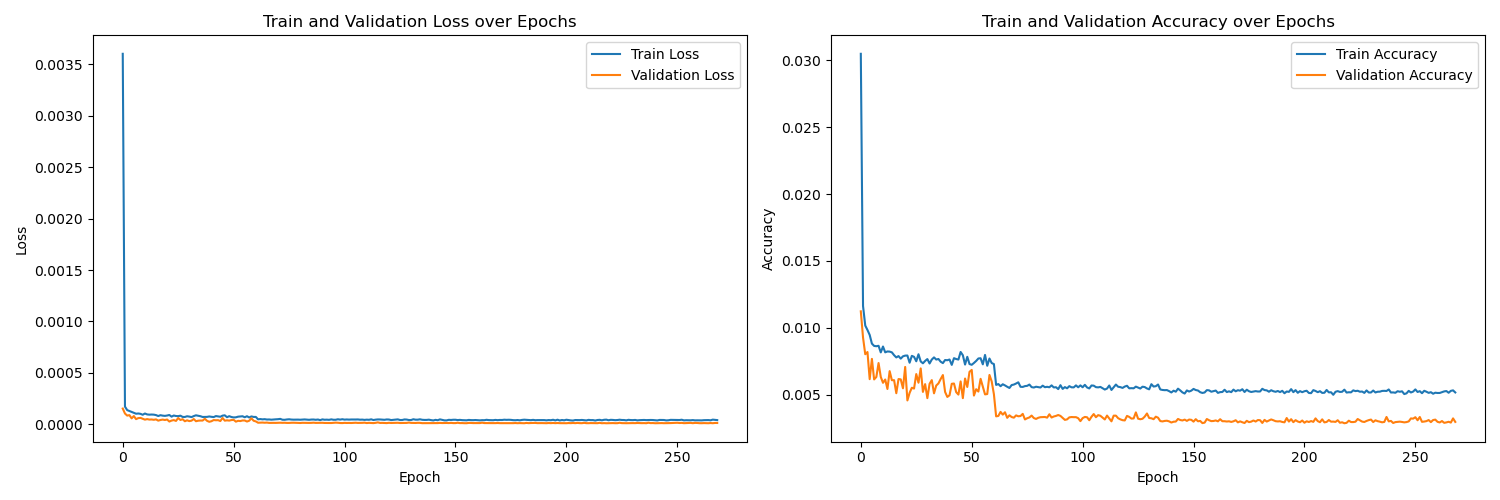 Train and Validation Loss over Epochs
Train Loss
Validation Loss
0.0035
0.0030
0.0025
0.0020
0.0015
0.0010
0.0005
0.0000
Loss
0
50
100
150
200
250
Epoch
Train and Validation Accuracy over Epochs
Train Accuracy
Validation Accuracy
0.030
0.025
0.020
0.015
0.010
0.005
Accuracy
0
50
100
150
200
250
Epoch